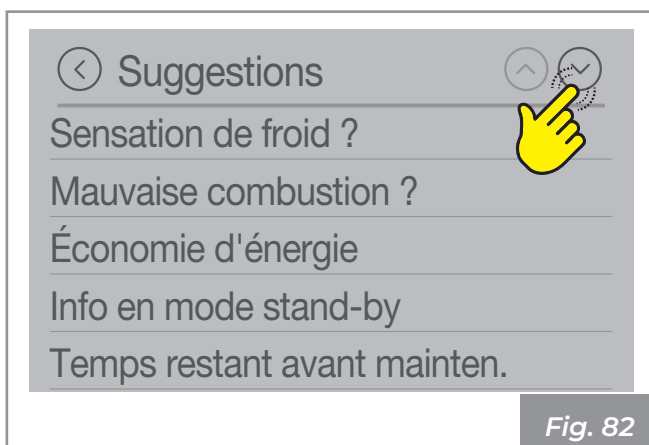 Suggestions
Sensation de froid ?
Mauvaise combustion ?
Économie d'énergie
Info en mode stand-by
Temps restant avant mainten.
Fig. 82